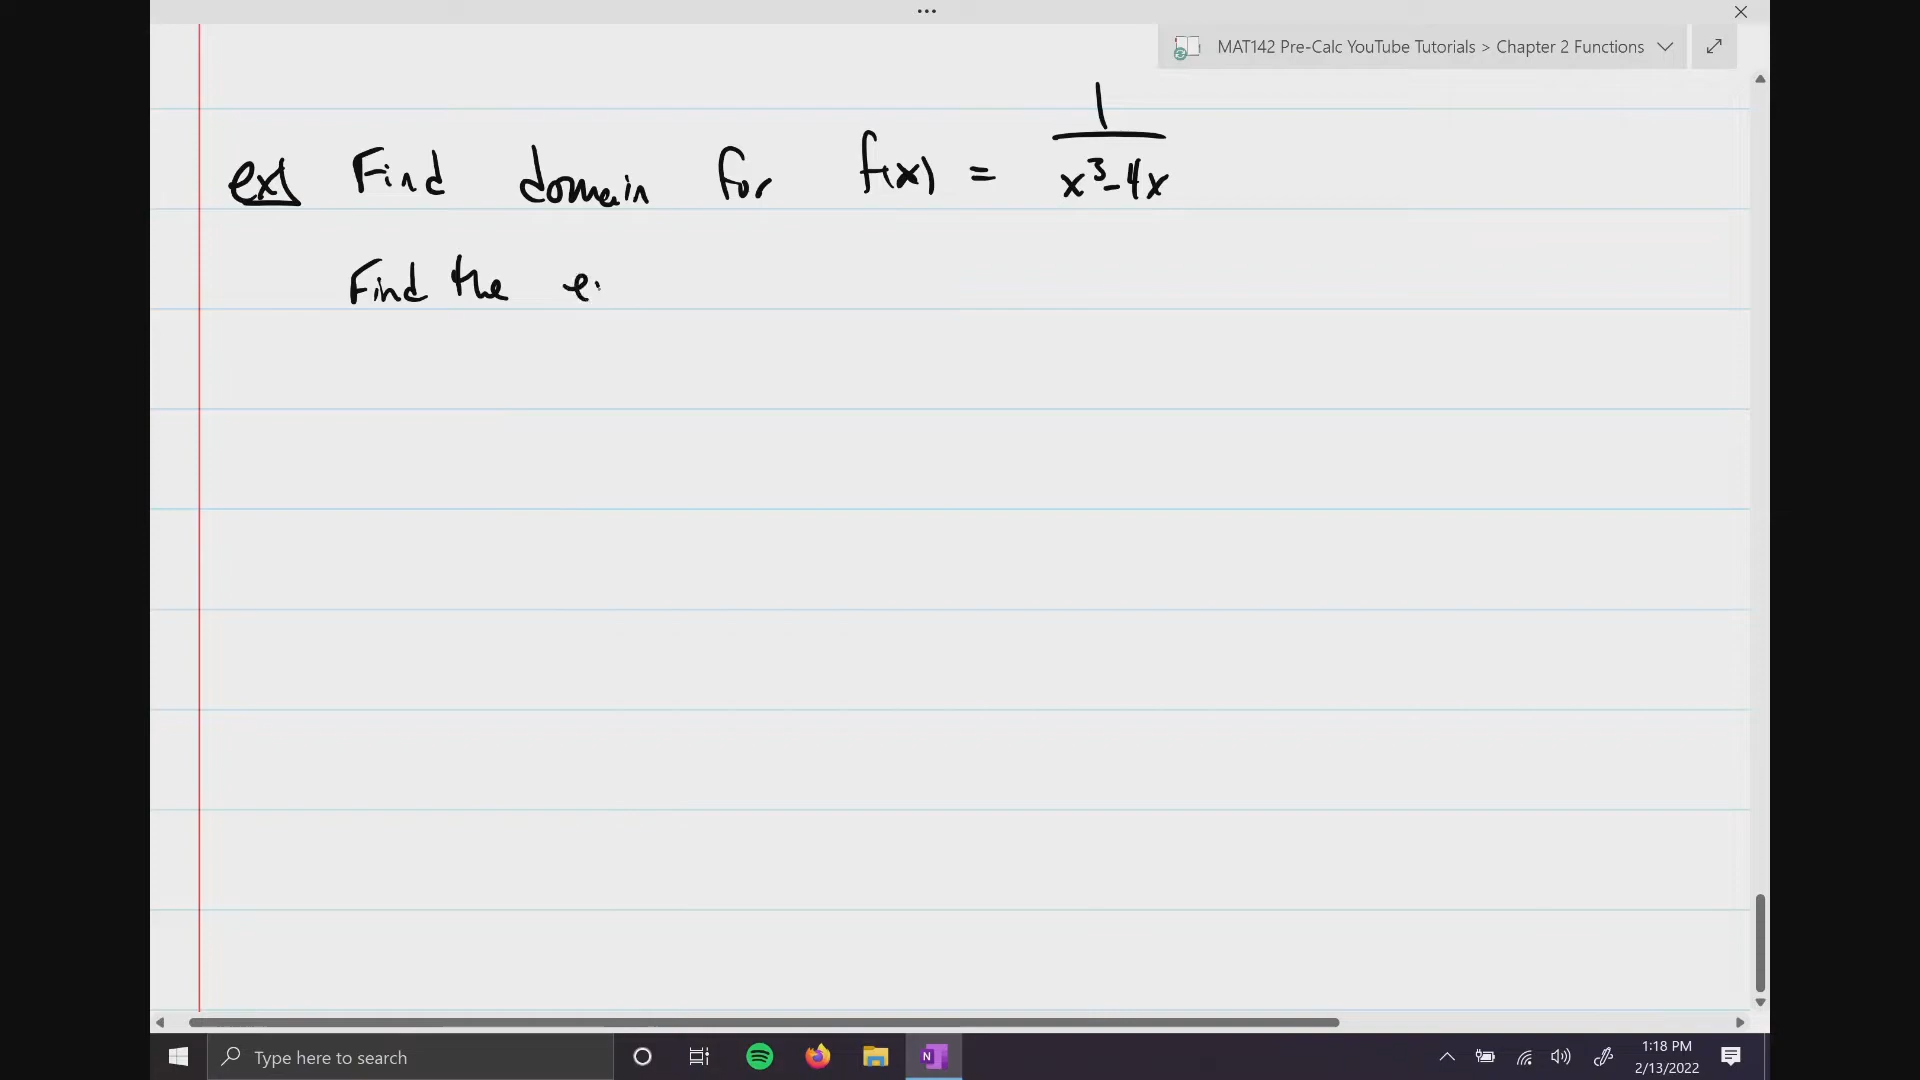 MAT142 Pre-Calc YouTube Tutorials > Chapter 2 Functions
ex) Find domain for f(x) = 1/(x³-4x)
Find the e
Type here to search
1:18 PM
2/13/2022